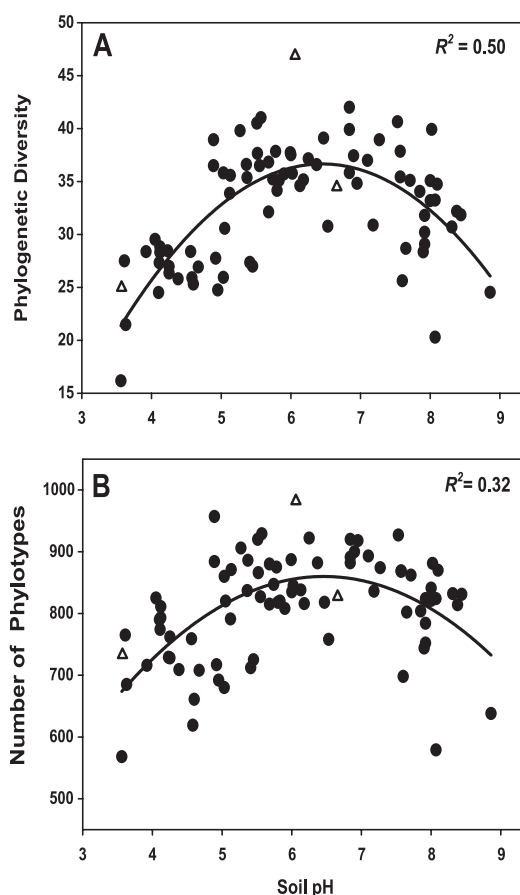 A
R² = 0.50
Phylogenetic Diversity
50
45
40
35
30
25
20
15
3 4 5 6 7 8 9
B
R²= 0.32
Number of Phylotypes
1000
900
800
700
600
500
3 4 5 6 7 8 9
Soil pH